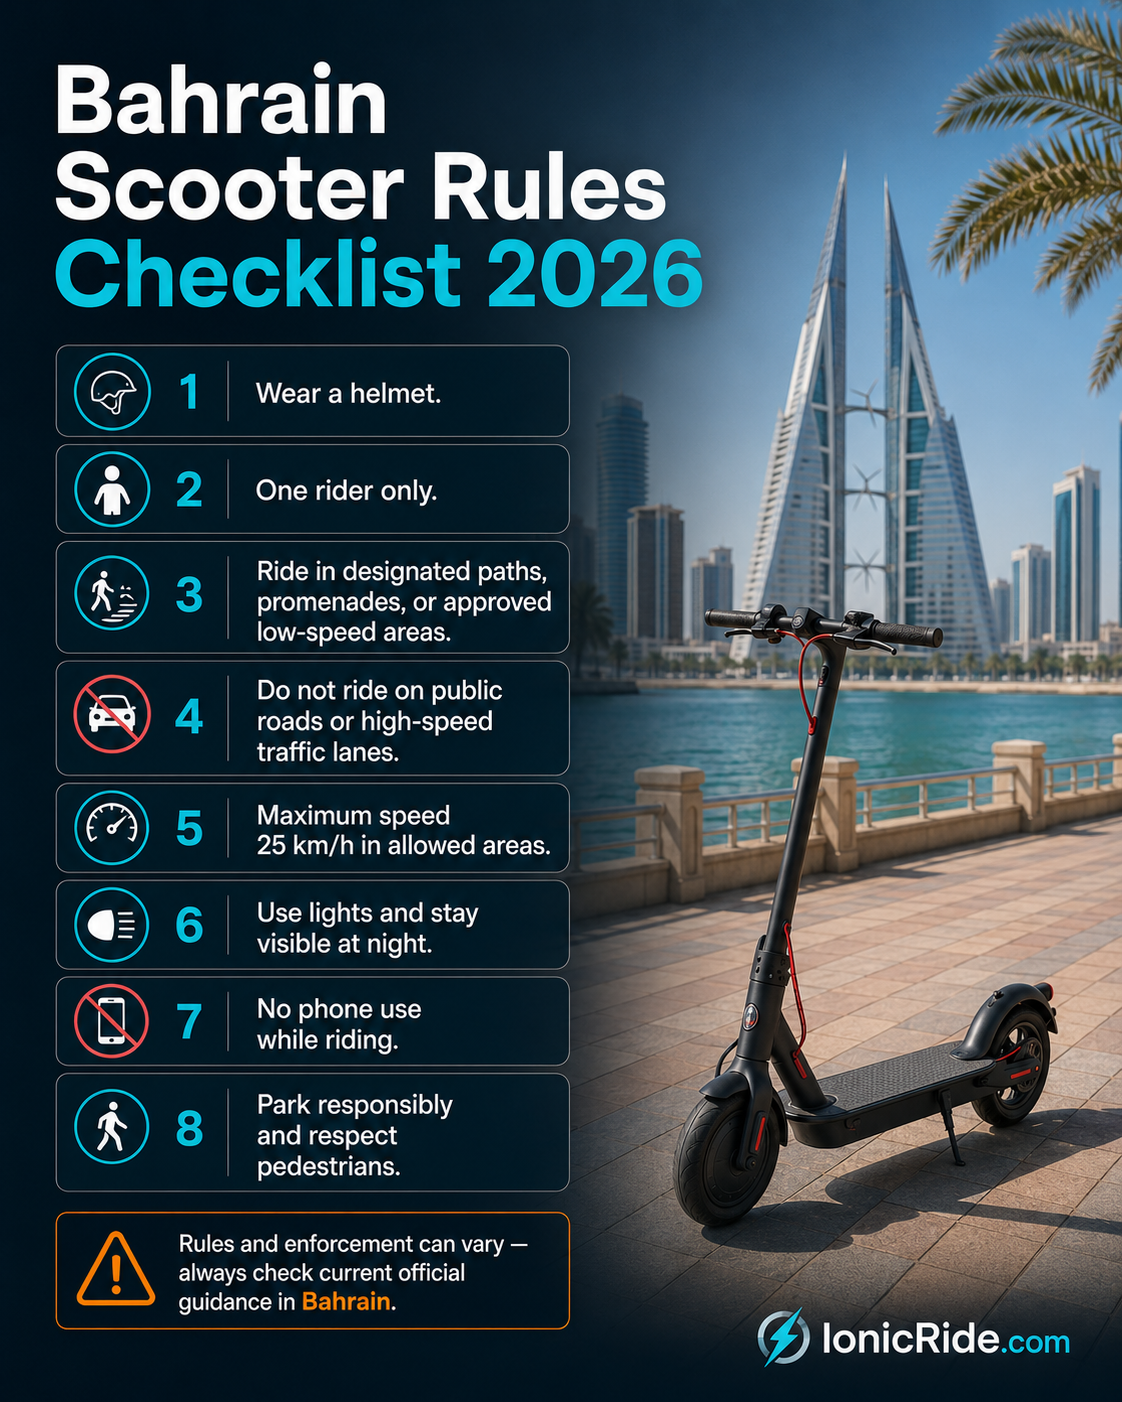 Bahrain
Scooter Rules
Checklist 2026
1
Wear a helmet.
2
One rider only.
3
Ride in designated paths,
promenades, or approved
low-speed areas.
4
Do not ride on public
roads or high-speed
traffic lanes.
5
Maximum speed
25 km/h in allowed areas.
6
Use lights and stay
visible at night.
7
No phone use
while riding.
8
Park responsibly
and respect
pedestrians.
Rules and enforcement can vary —
always check current official
guidance in Bahrain.
IonicRide.com